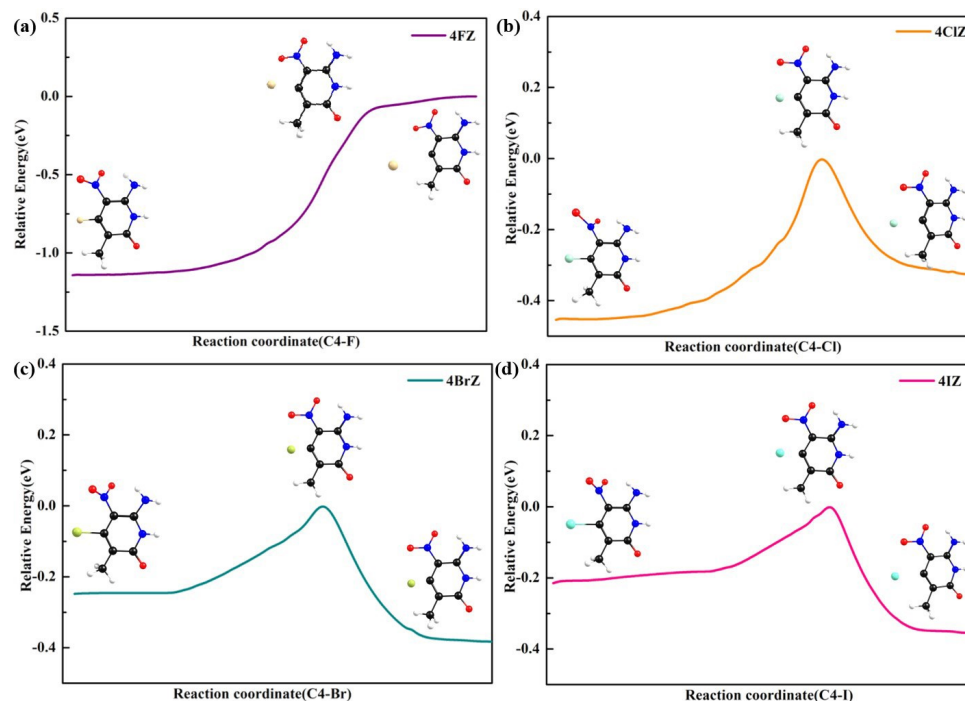 (a)
4FZ
Relative Energy(eV)
0.5
0.0
-0.5
-1.0
-1.5
Reaction coordinate(C4-F)
(b)
4ClZ
Relative Energy(eV)
0.4
0.2
0.0
-0.2
-0.4
Reaction coordinate(C4-Cl)
(c)
4BrZ
Relative Energy(eV)
0.4
0.2
0.0
-0.2
-0.4
Reaction coordinate(C4-Br)
(d)
4IZ
Relative Energy(eV)
0.4
0.2
0.0
-0.2
-0.4
Reaction coordinate(C4-I)